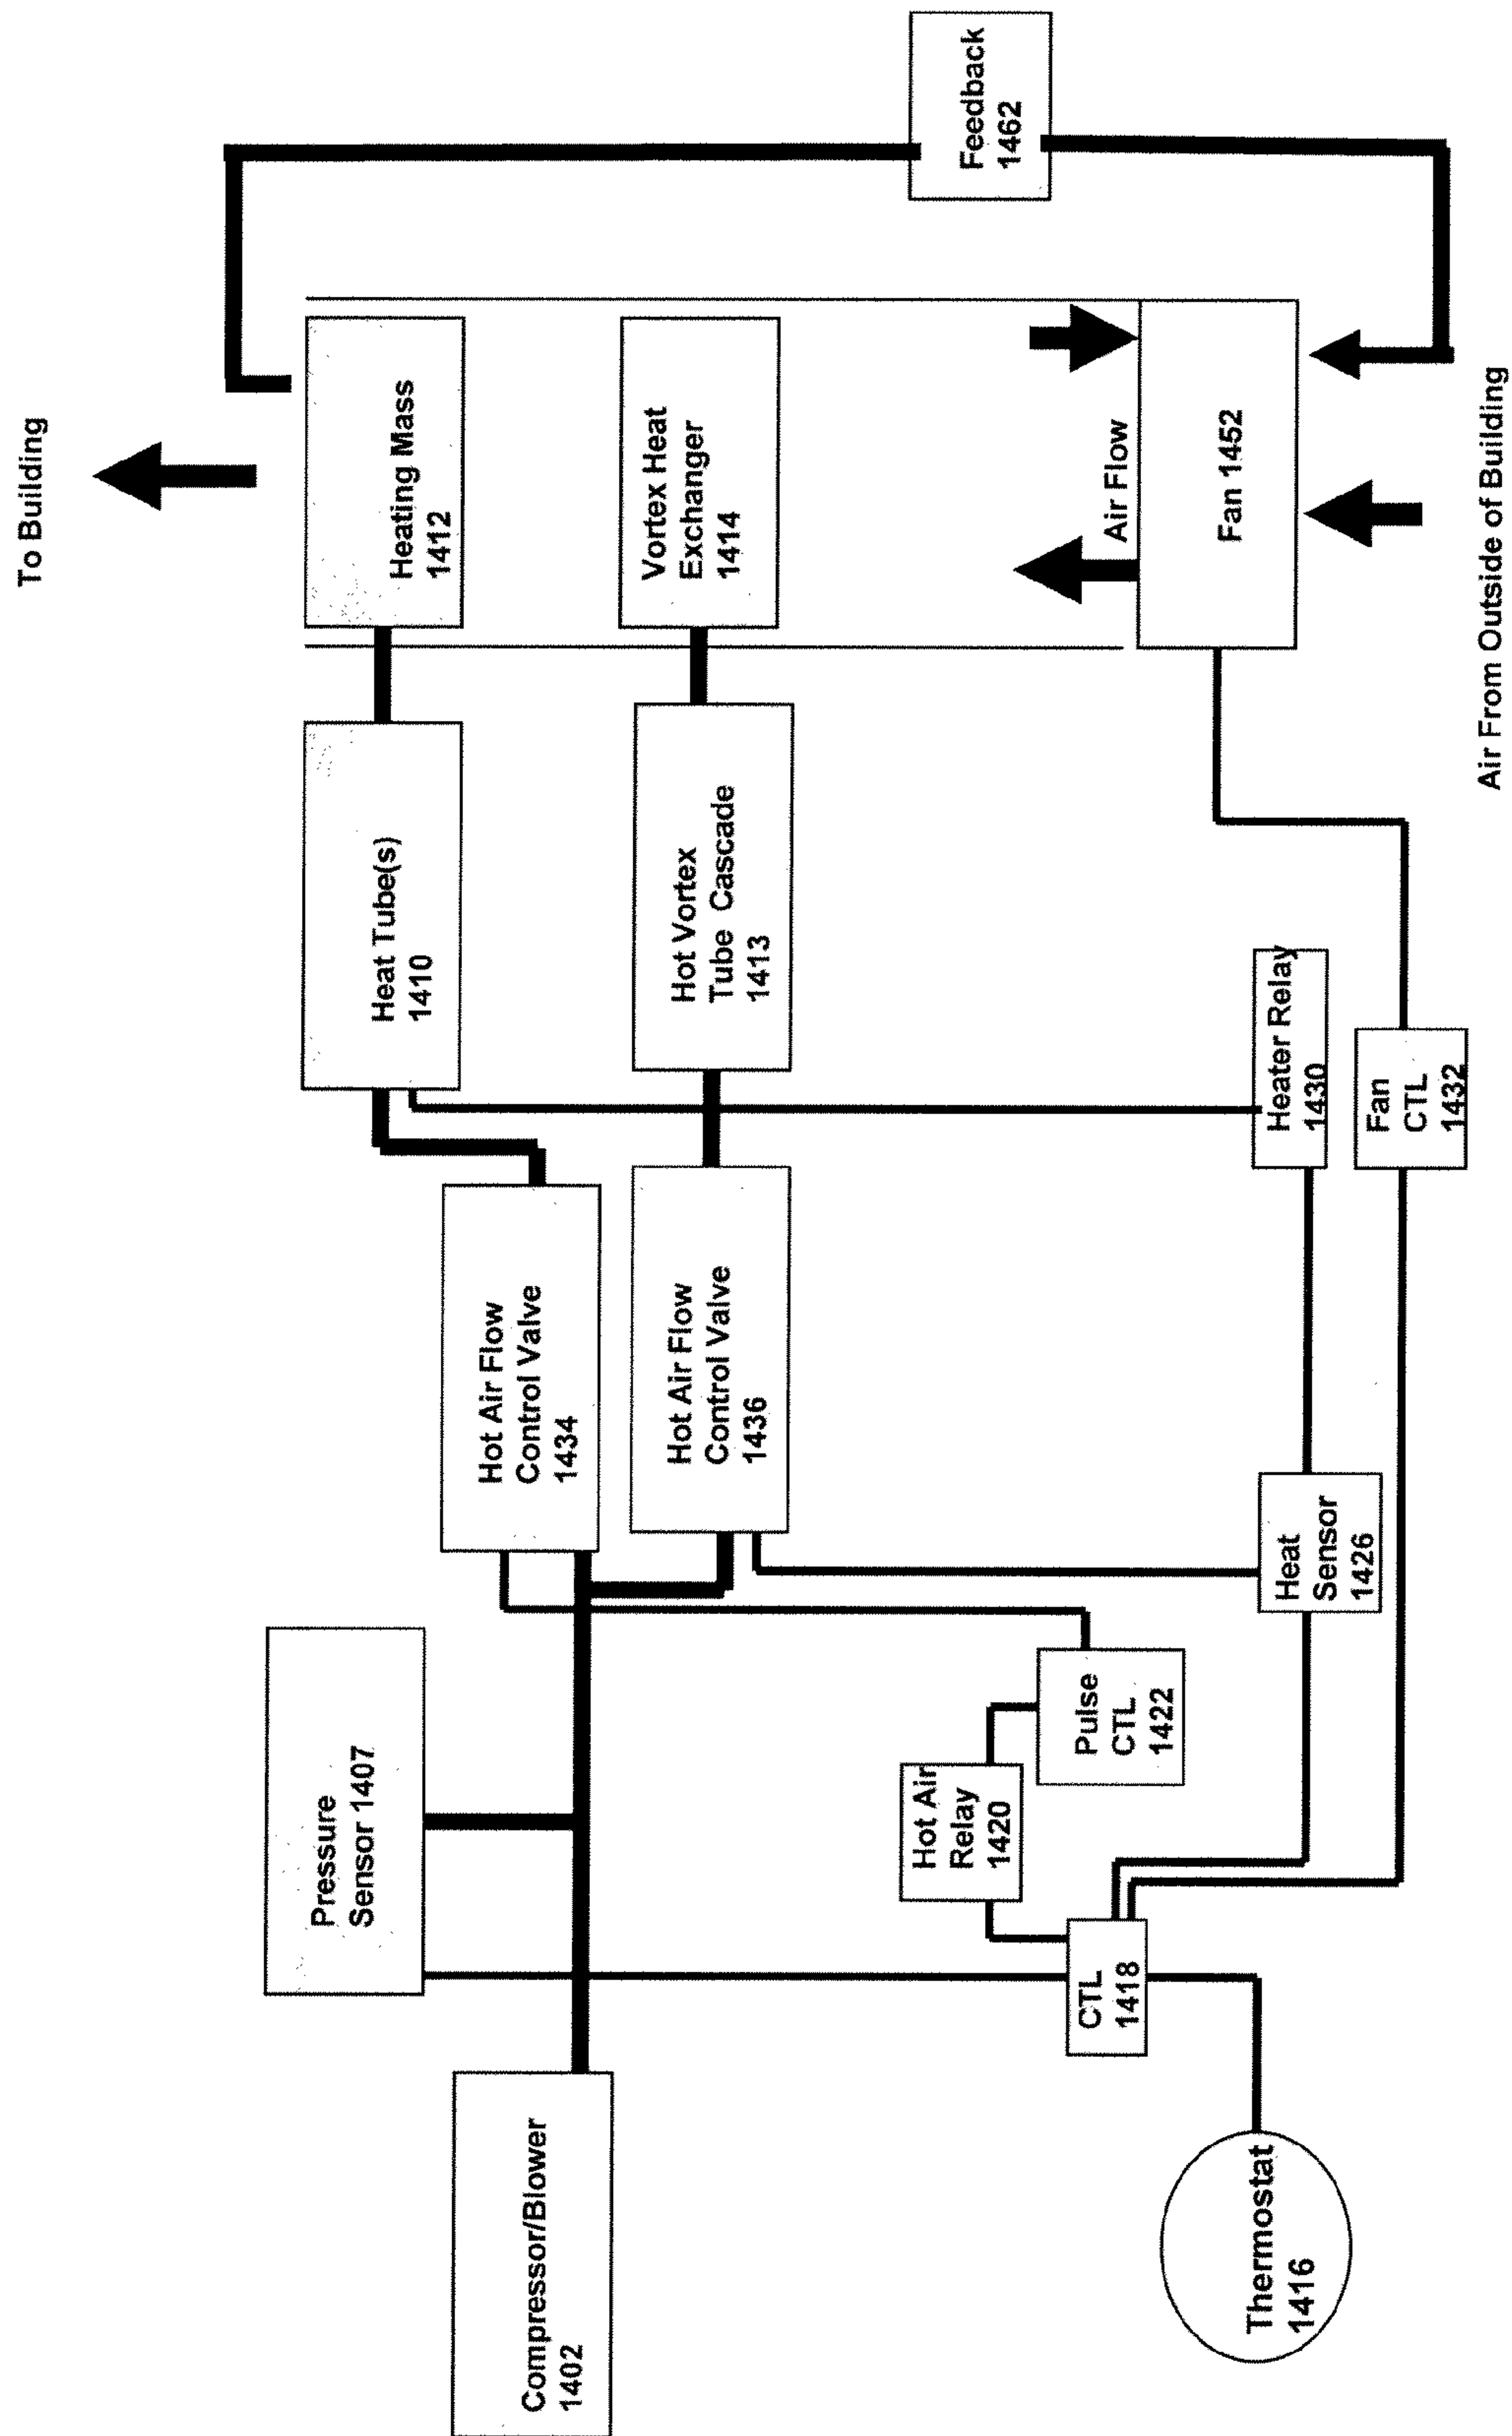 To Building
Feedback
1462
Heating Mass
1412
Vortex Heat
Exchanger
1414
Air Flow
Fan 1452
Air From Outside of Building
Heat Tube(s)
1410
Hot Vortex
Tube Cascade
1413
Heater Relay
1430
Fan
CTL
1432
Hot Air Flow
Control Valve
1434
Hot Air Flow
Control Valve
1436
Heat
Sensor
1426
Pressure
Sensor 1407
Hot Air
Relay
1420
Pulse
CTL
1422
CTL
1418
Compressor/Blower
1402
Thermostat
1416